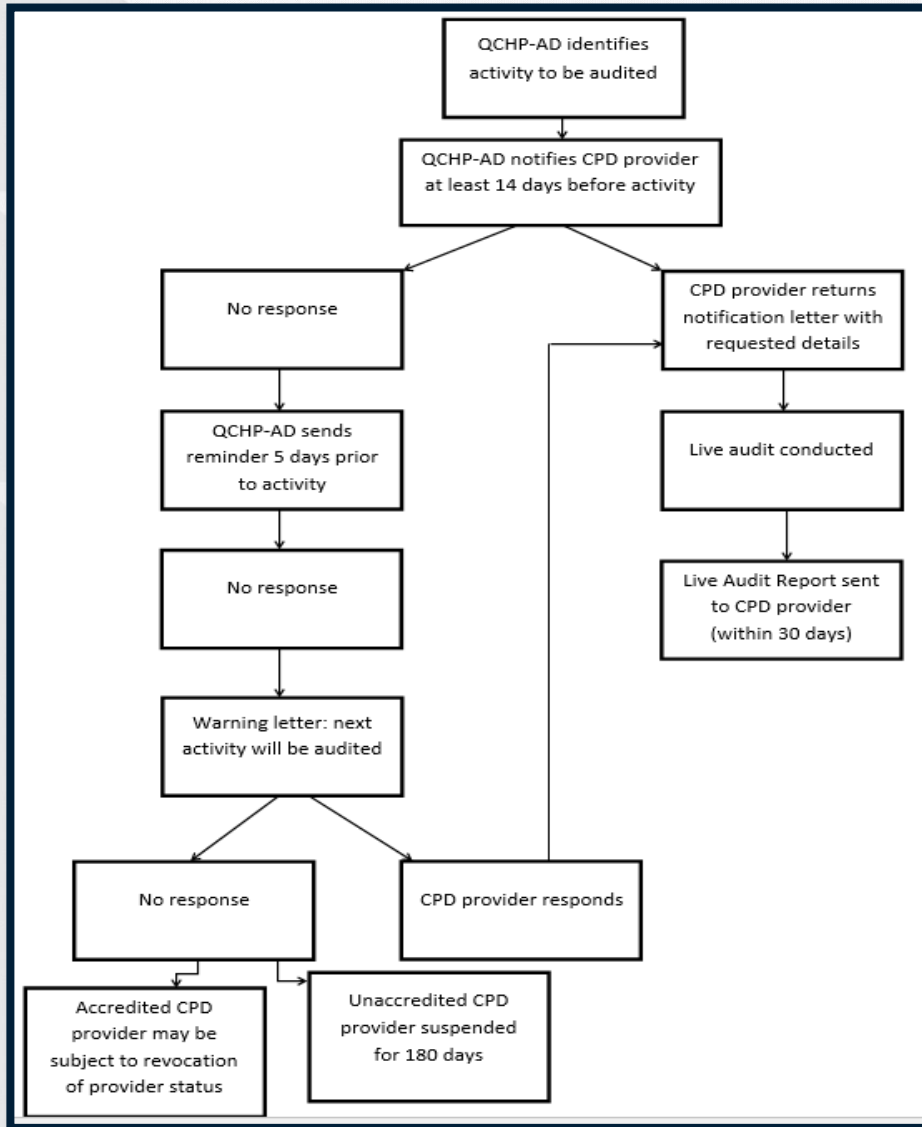 QCHP-AD identifies
activity to be audited
QCHP-AD notifies CPD provider
at least 14 days before activity
No response
CPD provider returns
notification letter with
requested details
QCHP-AD sends
reminder 5 days prior
to activity
Live audit conducted
No response
Live Audit Report sent
to CPD provider
(within 30 days)
Warning letter: next
activity will be audited
No response
CPD provider responds
Accredited CPD
provider may be
subject to revocation
of provider status
Unaccredited CPD
provider suspended
for 180 days